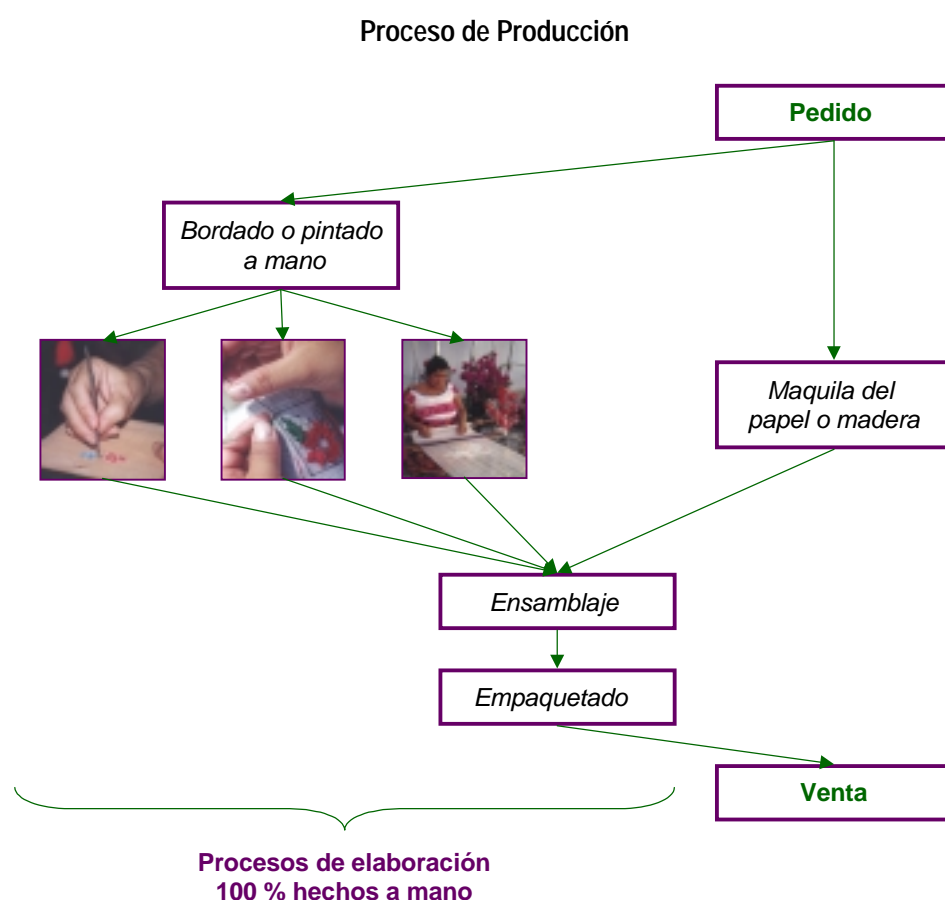 Proceso de Producción
Pedido
Bordado o pintado
a mano
Maquila del
papel o madera
Ensamblaje
Empaquetado
Venta
Procesos de elaboración
100 % hechos a mano